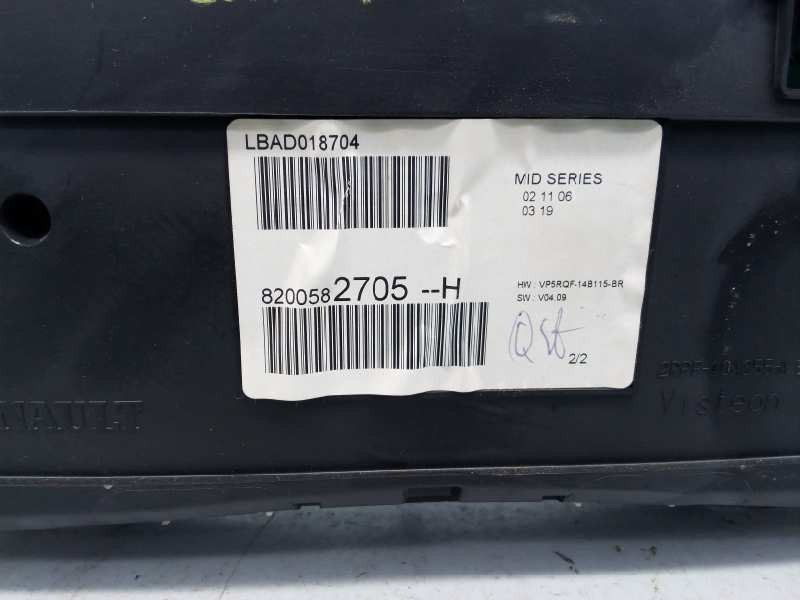 LBAD018704
MID SERIES
02 11 06
03 19
8200582705 --H
HW : VP5RQF-14B115-BR
SW : V04.09
2/2
NAULT
Visteon